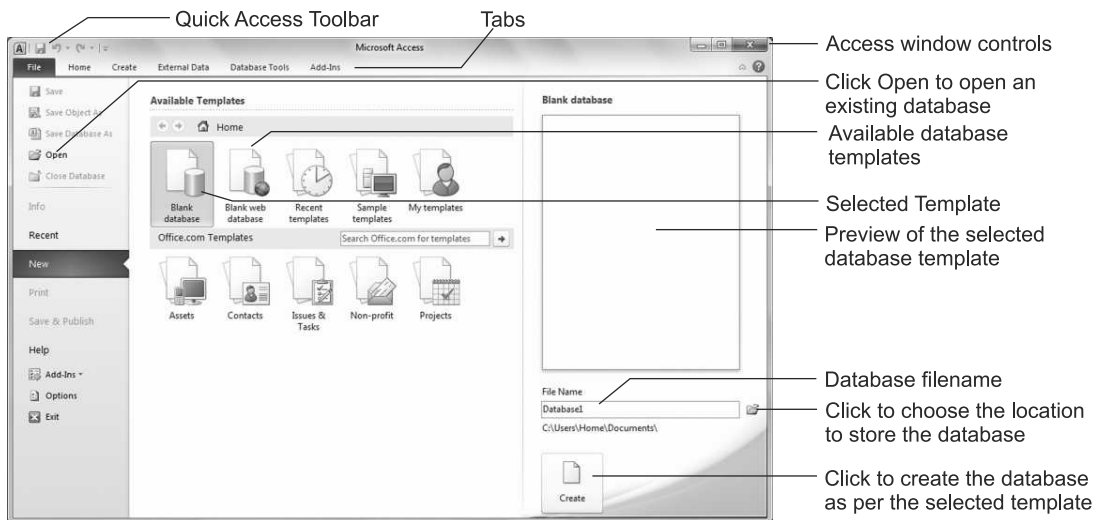 Quick Access Toolbar
Tabs
A
Microsoft Access
Access window controls
File Home Create External Data Database Tools Add-Ins
Save
Save Object As
Save Database As
Open
Close Database
Info
Recent
New
Print
Save & Publish
Help
Add-Ins
Options
Exit
Available Templates
Home
Blank database
Blank web database
Recent templates
Sample templates
My templates
Office.com Templates
Search Office.com for templates
Assets
Contacts
Issues & Tasks
Non-profit
Projects
Blank database
File Name
Database1
C:\Users\Home\Documents\
Create
Click Open to open an
existing database
Available database
templates
Selected Template
Preview of the selected
database template
Database filename
Click to choose the location
to store the database
Click to create the database
as per the selected template